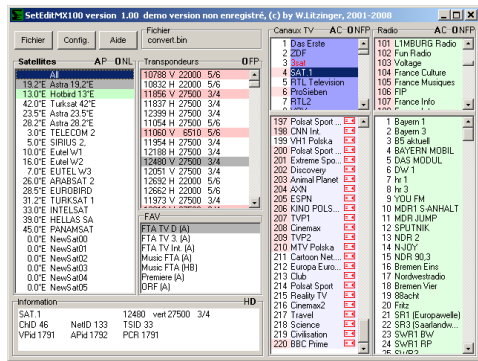 SetEditMX100 version 1.00 demo version non enregistré, (c) by W.Litzinger, 2001-2008
Fichier Config. Aide
Fichier
convert.bin
Satellites AP-ONL
All
19.2°E Astra 19.2°E
13.0°E Hotbird 13°E
42.0°E Turksat 42°E
23.5°E Astra 23.5°E
28.2°E Astra 28.2°E
3.0°E TELECOM 2
5.0°E SIRIUS 2,
10.0°E Eutel W1
16.0°E Eutel W2
7.0°E EUTEL W3
26.0°E ARABSAT 2
28.5°E EUROBIRD
31.2°E TURKSAT 1
33.0°E INTELSAT
39.0°E HELLAS SA
45.0°E PANAMSAT
0.0°E NewSat00
0.0°E NewSat01
0.0°E NewSat02
0.0°E NewSat03
0.0°E NewSat04
0.0°E NewSat05
Transpondeurs 0FP
10788 V 22000 5/6
10832 H 22000 5/6
11856 V 27500 3/4
11837 H 27500 3/4
12399 H 27500 3/4
11054 H 27500 5/6
11060 V 6510 5/6
11954 H 27500 3/4
12188 H 27500 3/4
12480 V 27500 3/4
12051 V 27500 3/4
12692 H 22000 5/6
12662 H 22000 5/6
11973 V 27500 3/4
FAV
FTA TV D (A)
FTA TV 3. (A)
FTA TV Int. (A)
Music FTA (A)
Music FTA (HB)
Premiere (A)
ORF (A)
Information HD
SAT.1 12480 vert 27500 3/4
ChID 46 NetID 133 TSID 33
VPid 1791 APid 1792 PCR 1791
Canaux TV AC-ONFP
1 Das Erste
2 ZDF
3 3sat
4 SAT.1
5 RTL Television
6 ProSieben
7 RTL2
197 Polsat Sport ...
198 CNN Int.
199 VH1 Polska
200 Polsat Sport ...
201 Extreme Spo...
202 Discovery
203 Animal Planet
204 AXN
205 ESPN
206 KINO POLS...
207 TVP1
208 Cinemax
209 TVP2
210 MTV Polska
211 Cartoon Net...
212 Europa Euro...
213 Club
214 Polsat Sport
215 Reality TV
216 Cinemax2
217 Travel
218 Science
219 Civilisation
220 BBC Prime
Radio AC-ONFP
101 L1MBURG Radio
102 Fun Radio
103 Voltage
104 France Culture
105 France Musiques
106 FIP
107 France Info
1 Bayern 1
2 Bayern 3
3 B5 aktuell
4 BAYERN MOBIL
5 DAS MODUL
6 DW 1
7 hr 1
8 hr 3
9 YOU FM
10 MDR1 S-ANHALT
11 MDR JUMP
12 SPUTNIK
13 NDR 2
14 N-JOY
15 NDR 90,3
16 Bremen Eins
17 Nordwestradio
18 Bremen Vier
19 88acht
20 Fritz
21 SR1 (Europawelle)
22 SR3 (Saarlandw...
23 SWR1 BW
24 SWR1 RP
25 SWR3